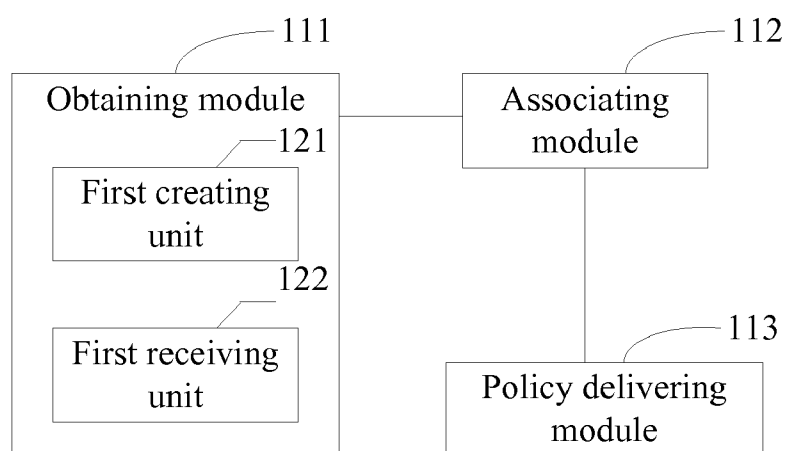 111
112
Obtaining module
Associating
module
121
First creating
unit
122
First receiving
unit
113
Policy delivering
module